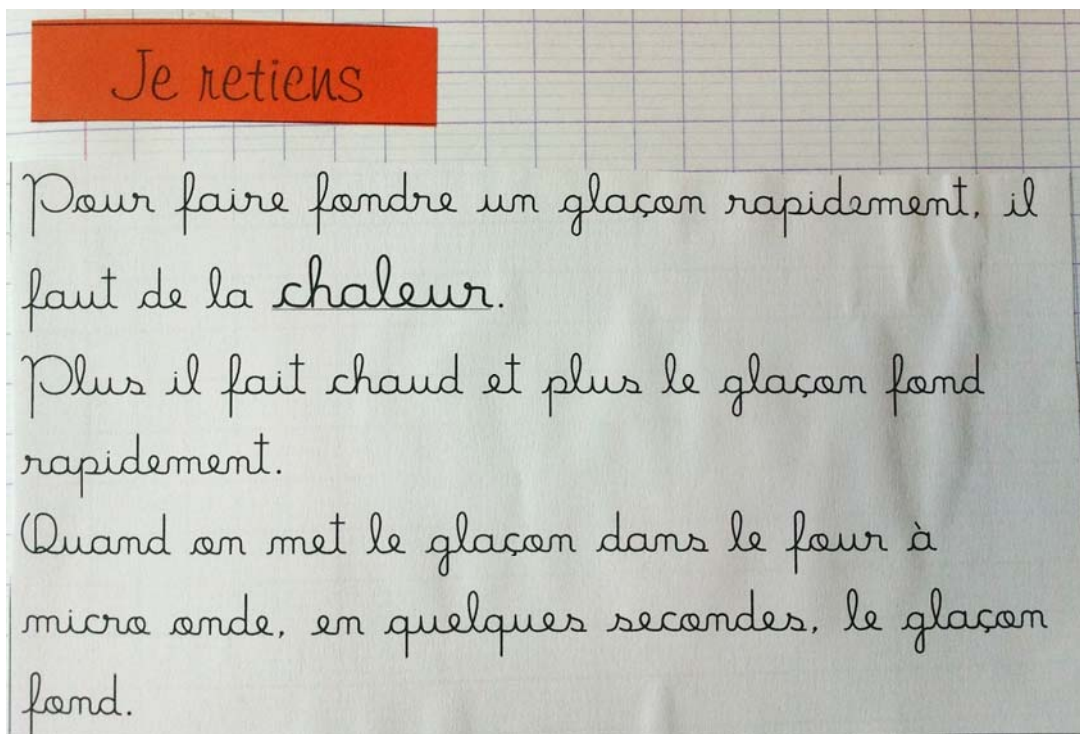 Je retiens
Pour faire fondre un glaçon rapidement, il
faut de la chaleur.
Plus il fait chaud et plus le glaçon fond
rapidement.
Quand on met le glaçon dans le four à
micro onde, en quelques secondes, le glaçon
fond.